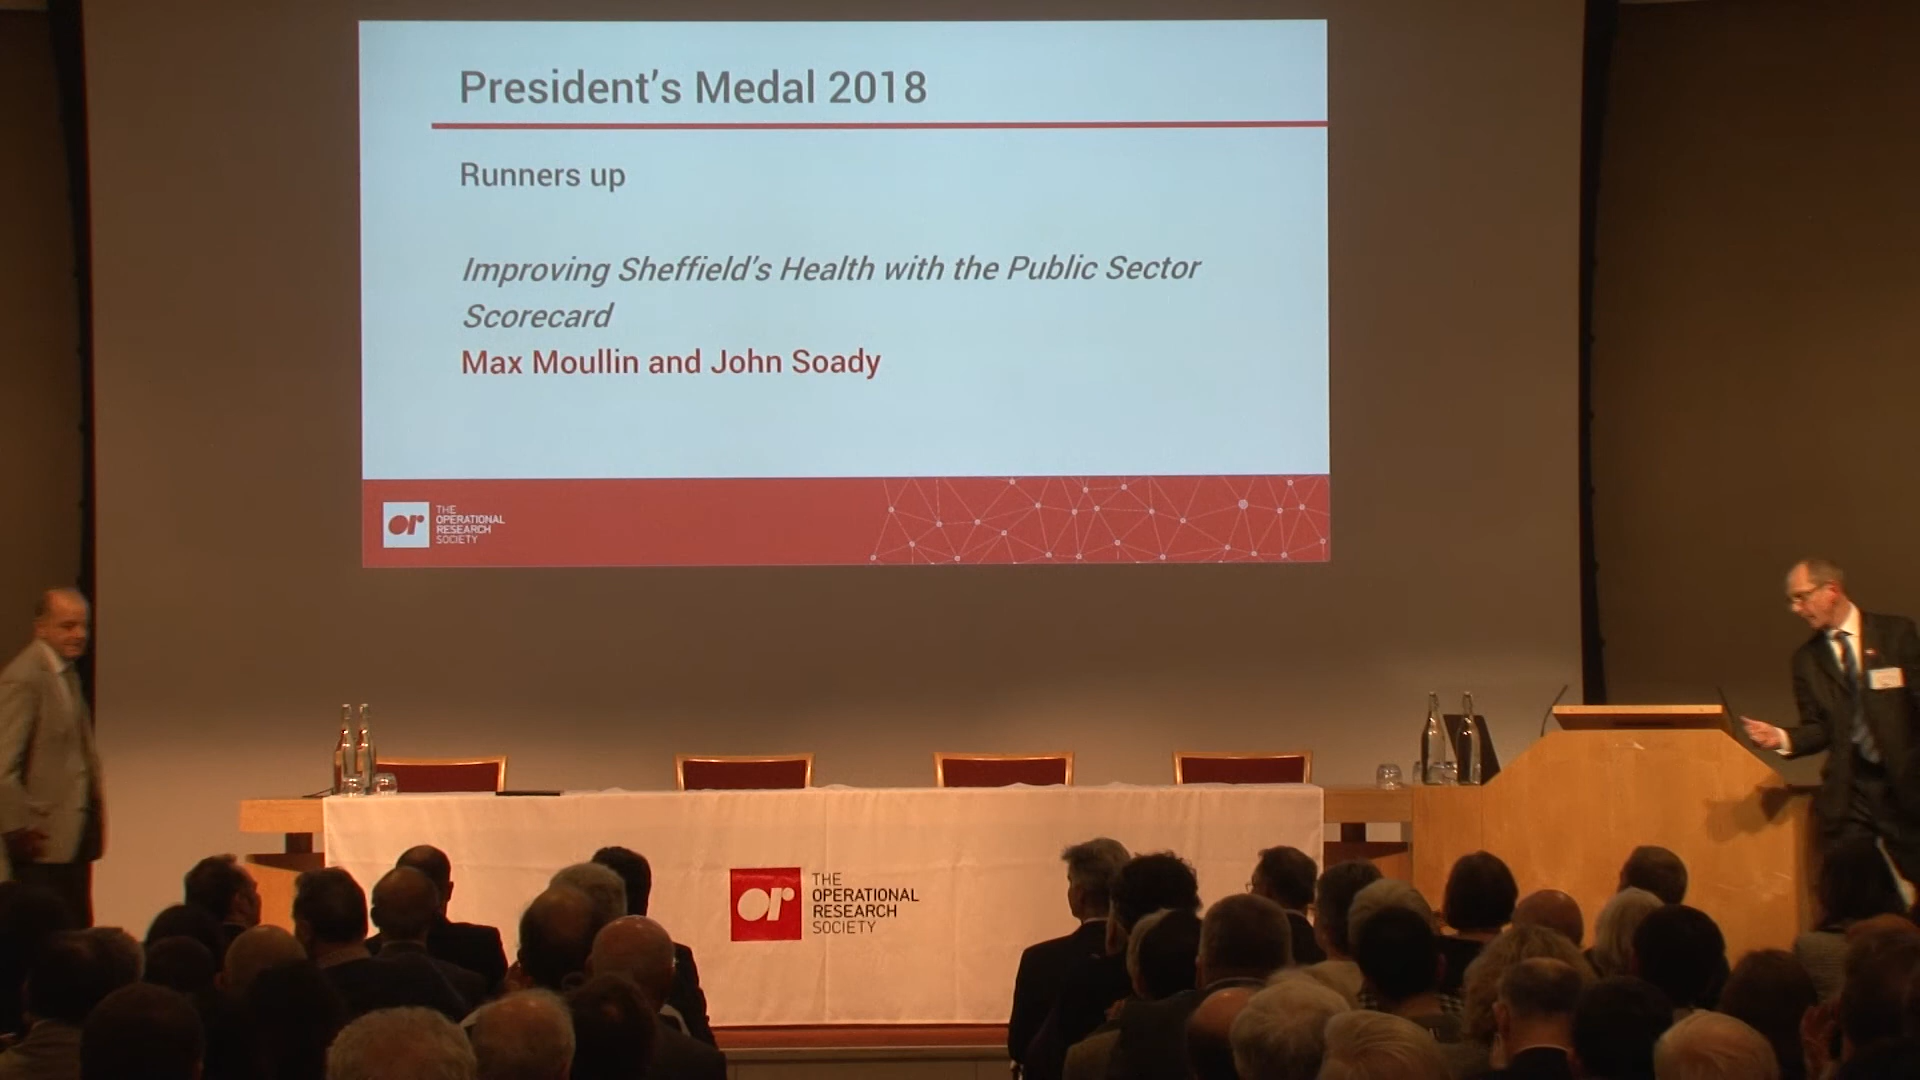 President's Medal 2018
Runners up
Improving Sheffield's Health with the Public Sector
Scorecard
Max Moullin and John Soady
or
THE
OPERATIONAL
RESEARCH
SOCIETY
or
THE
OPERATIONAL
RESEARCH
SOCIETY